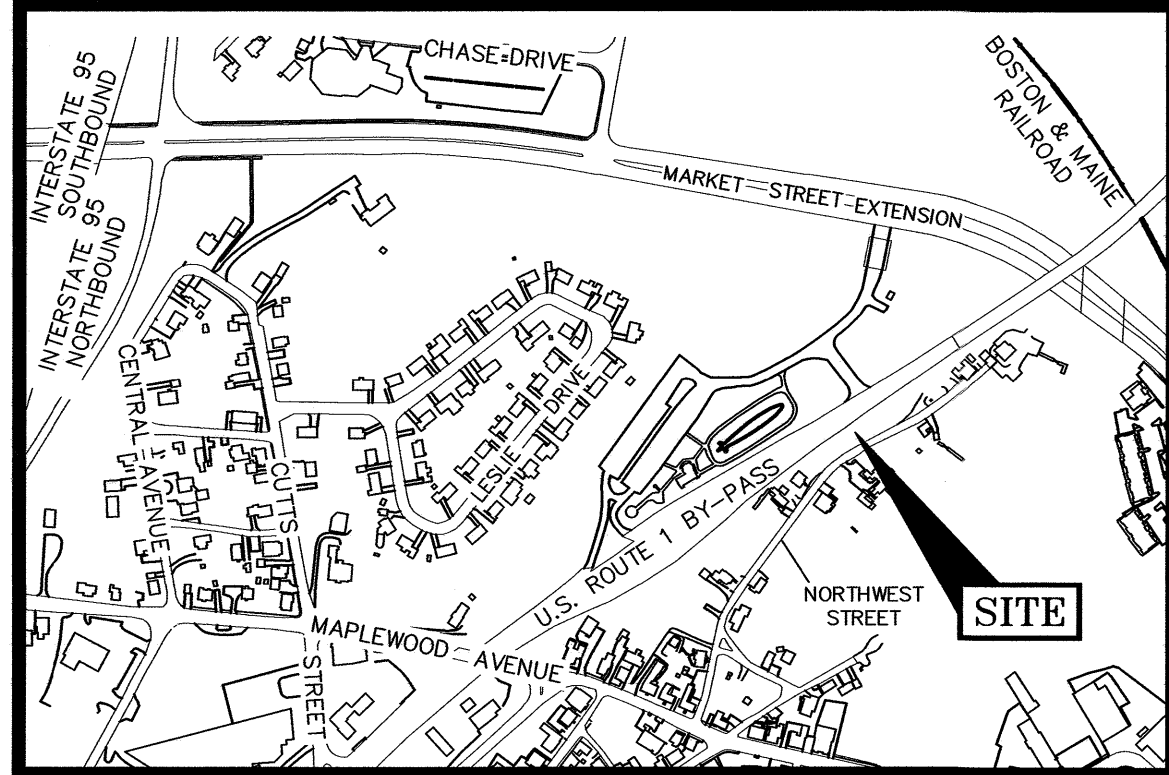 CHASE DRIVE
INTERSTATE 95
SOUTHBOUND
INTERSTATE 95
NORTHBOUND
BOSTON & MAINE
RAILROAD
MARKET STREET EXTENSION
CENTRAL AVENUE
CUTTS
STREET
LESLIE DRIVE
U.S. ROUTE 1 BY-PASS
NORTHWEST
STREET
SITE
MAPLEWOOD AVENUE